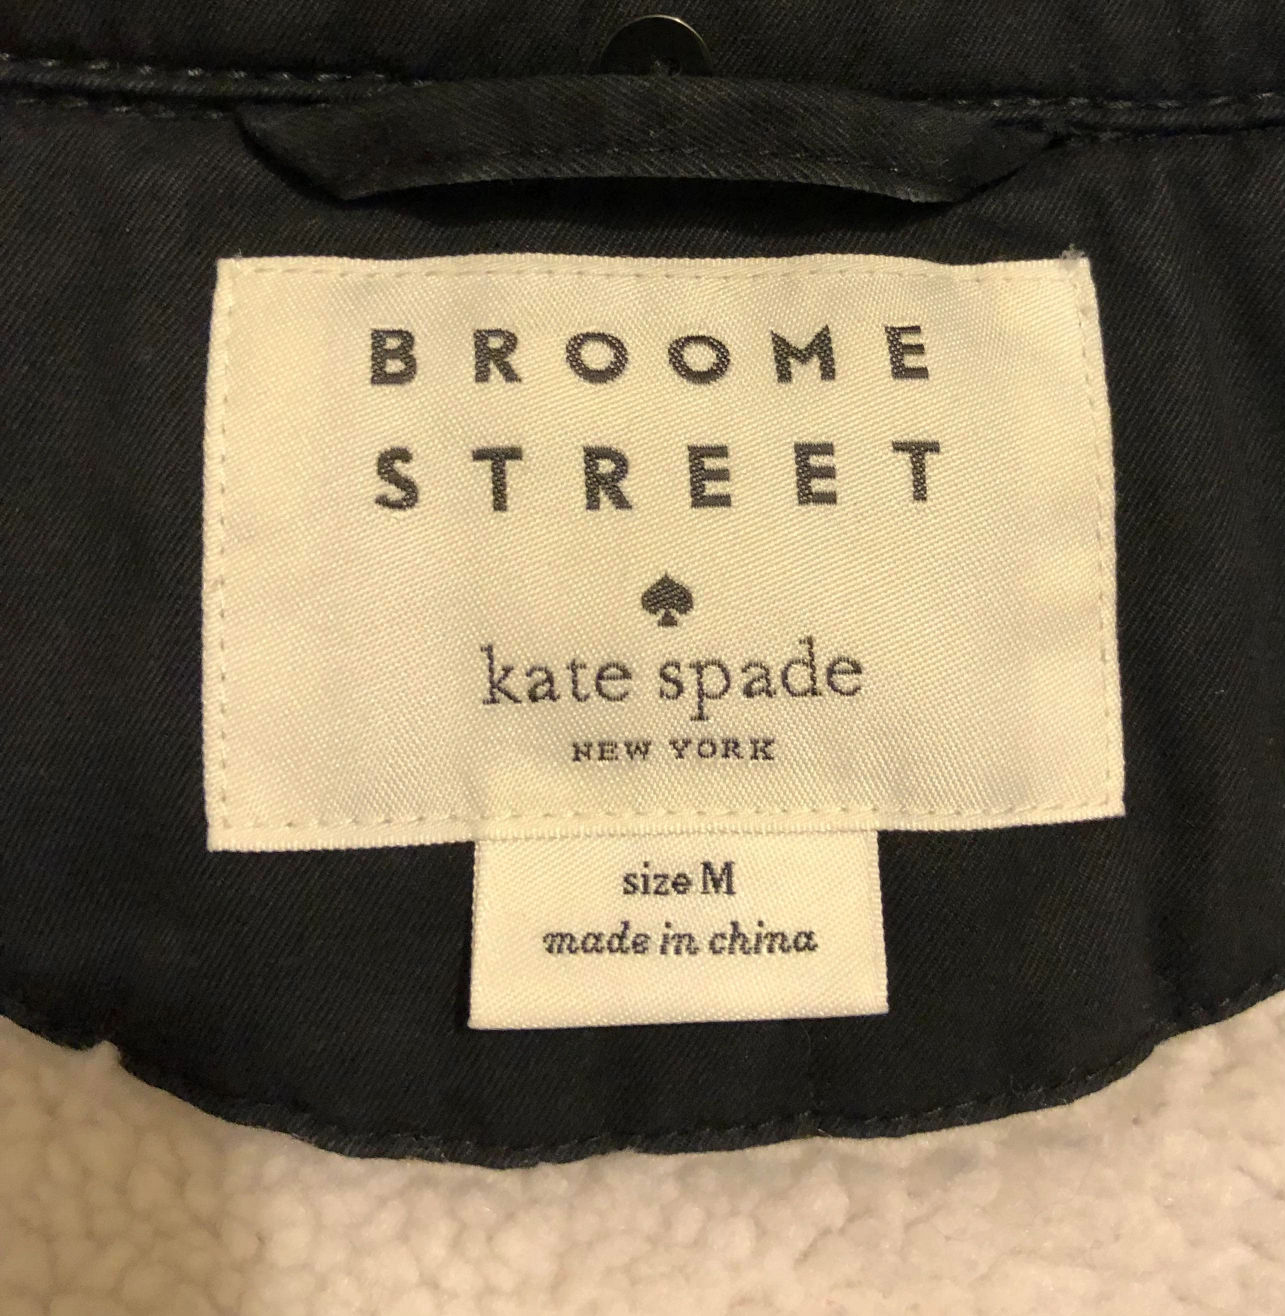 BROOME
STREET
kate spade
NEW YORK
size M
made in china